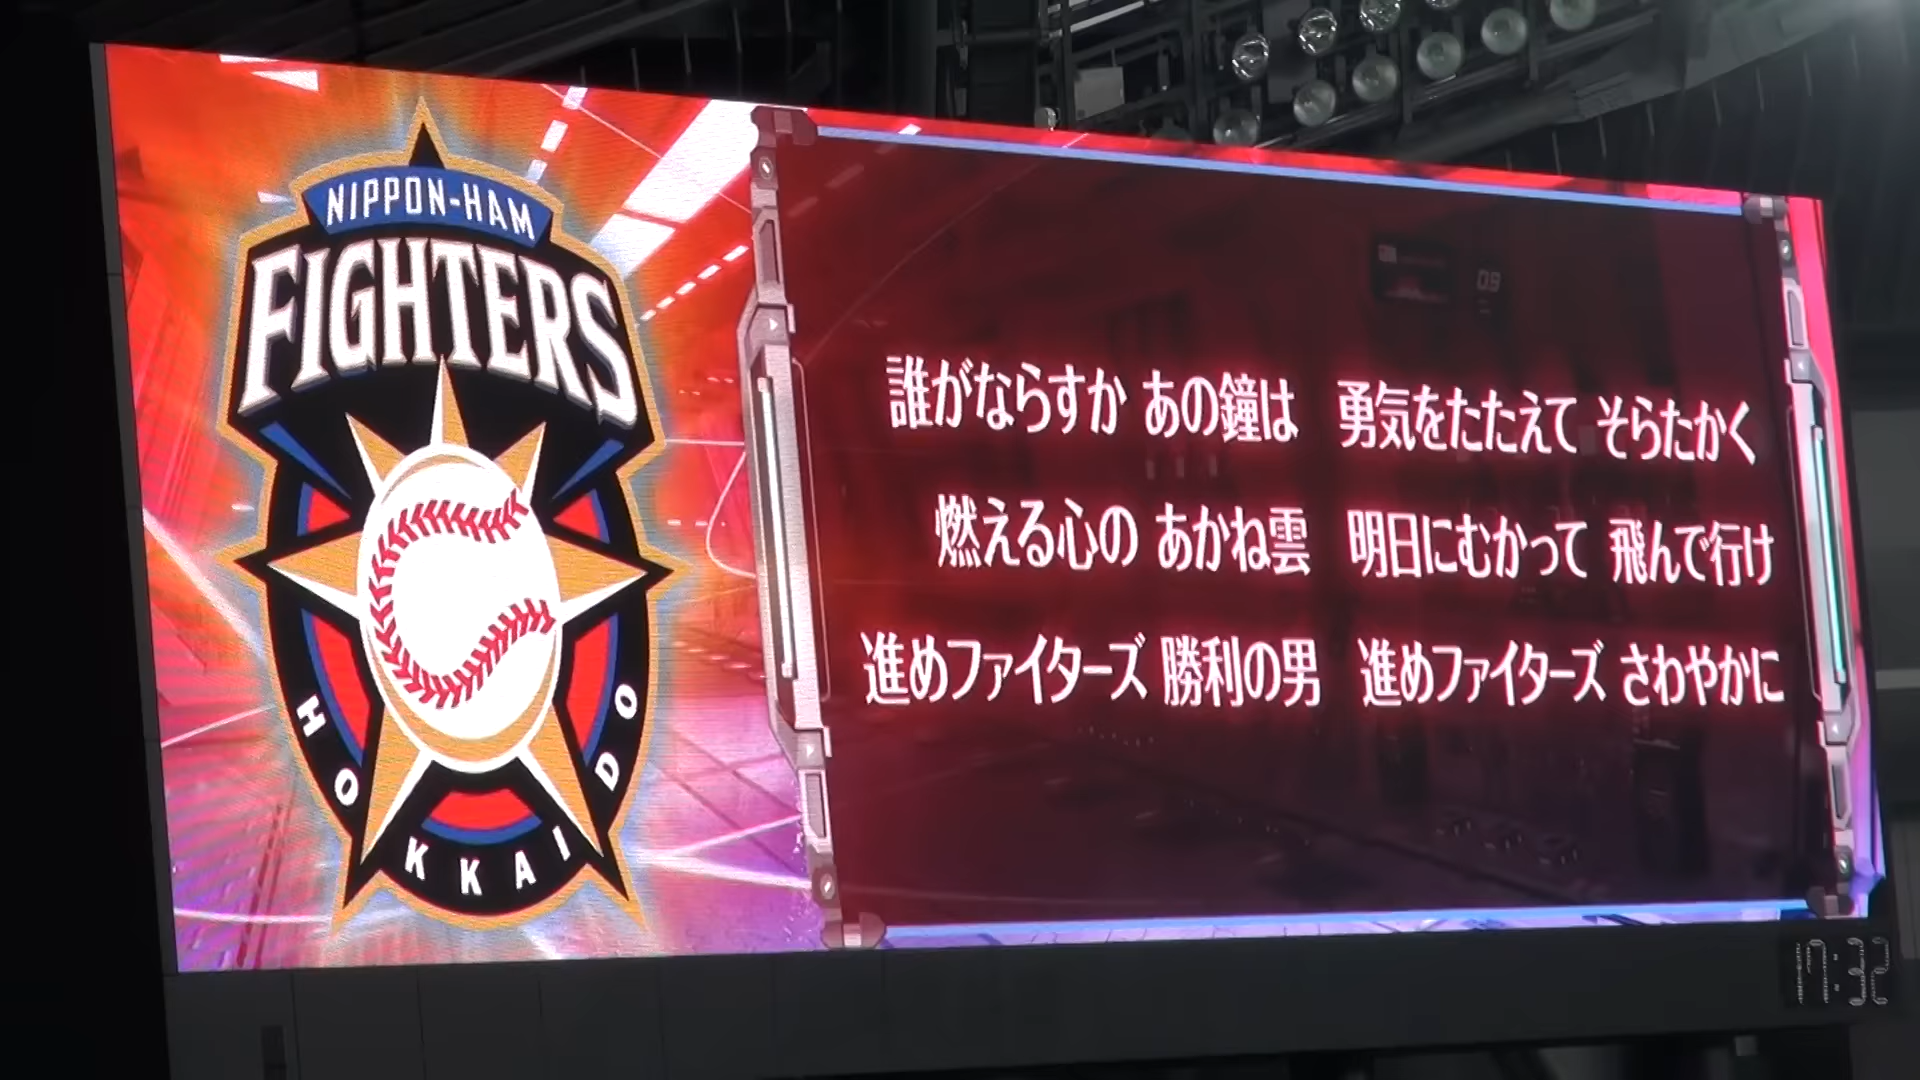 NIPPON-HAM
FIGHTERS
HOKKAIDO
誰がならすか あの鐘は 勇気をたたえて そらたかく
燃える心の あかね雲 明日にむかって 飛んで行け
進めファイターズ 勝利の男 進めファイターズ さわやかに
09
17:32